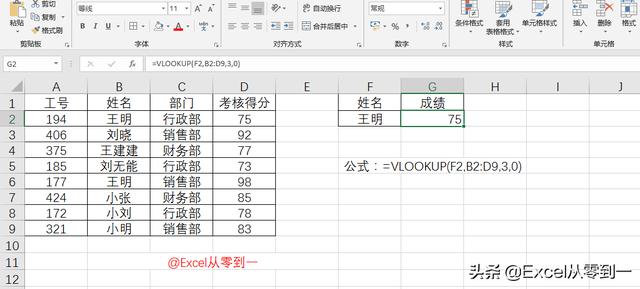 剪贴板
等线
11
B I U
字体
自动换行
合并后居中
对齐方式
常规
数字
条件格式
套用
表格格式
单元格样式
样式
插入
删除
格式
单元格
G2
fx
=VLOOKUP(F2,B2:D9,3,0)
A B C D E F G H I J
1 工号 姓名 部门 考核得分 姓名 成绩
2 194 王明 行政部 75 王明 75
3 406 刘晓 销售部 92
4 375 王建建 财务部 77
5 185 刘无能 行政部 73 公式：=VLOOKUP(F2,B2:D9,3,0)
6 177 王明 销售部 98
7 424 小张 财务部 85
8 172 小刘 行政部 78
9 321 小明 销售部 83
10
11 @Excel从零到一
12
头条 @Excel从零到一